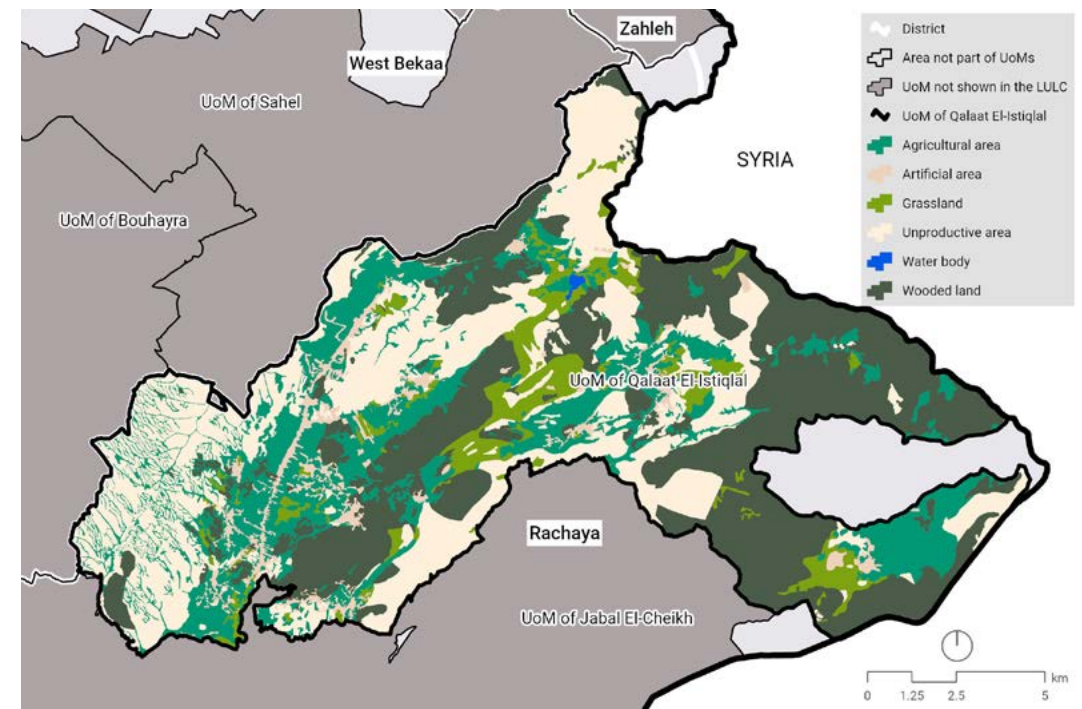 Zahleh
West Bekaa
UoM of Sahel
SYRIA
UoM of Bouhayra
UoM of Qalaat El-Istiqlal
Rachaya
UoM of Jabal El-Cheikh
District
Area not part of UoMs
UoM not shown in the LULC
UoM of Qalaat El-Istiqlal
Agricultural area
Artificial area
Grassland
Unproductive area
Water body
Wooded land
km
0 1.25 2.5 5